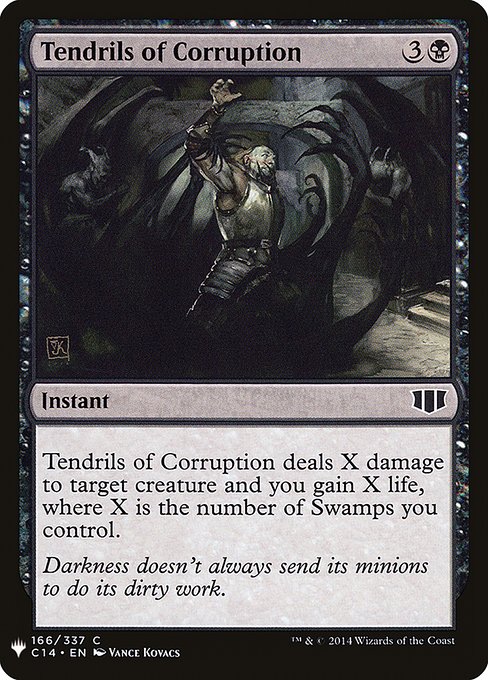 Tendrils of Corruption 3
JK
Instant
Tendrils of Corruption deals X damage
to target creature and you gain X life,
where X is the number of Swamps you
control.
Darkness doesn't always send its minions
to do its dirty work.
166/337 C
C14 • EN Vance Kovacs
™ & © 2014 Wizards of the Coast